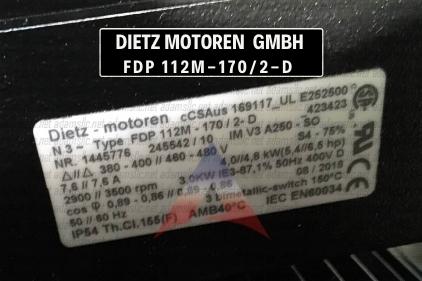 DIETZ MOTOREN GMBH
FDP 112M-170/2-D
Dietz - motoren cCSAus 169117_UL E252500
N 3~ Type FDP 112M - 170 / 2- D 423423
NR. 1445776 245542 / 10 IM V3 A250 - SO
Δ// Δ 380 - 400 // 460 - 480 V S4 - 75%
7,6 // 7,6 A 4,0//4,8 kW(5,4//6,5 hp)
2900 // 3500 rpm 3.0KW IE3-87,1% 50Hz 400V D
cos φ 0,89 - 0,86 // 0,89 - 0,86 08 / 2018
50 // 60 Hz 3 bimetallic-switch 150°C
IP54 Th.Cl.155(F) AMB40°C IEC EN60034